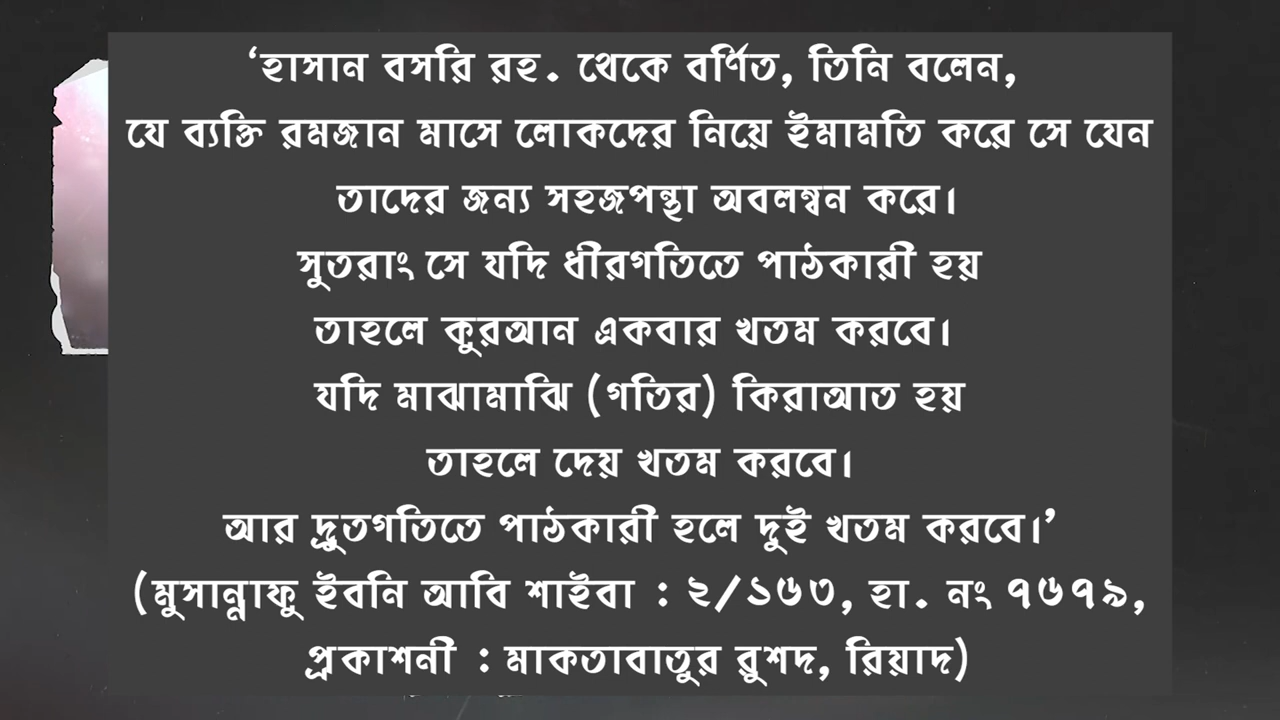 ‘হাসান বসরি রহ. থেকে বর্ণিত, তিনি বলেন,
যে ব্যক্তি রমজান মাসে লোকদের নিয়ে ইমামতি করে সে যেন
তাদের জন্য সহজপন্থা অবলম্বন করে।
সুতরাং সে যদি ধীরগতিতে পাঠকারী হয়
তাহলে কুরআন একবার খতম করবে।
যদি মাঝামাঝি (গতির) কিরাআত হয়
তাহলে দেয় খতম করবে।
আর দ্রুতগতিতে পাঠকারী হলে দুই খতম করবে।’
(মুসান্নাফু ইবনি আবি শাইবা : ২/১৬৩, হা. নং ৭৬৭৯,
প্রকাশনী : মাকতাবাতুর রুশদ, রিয়াদ)